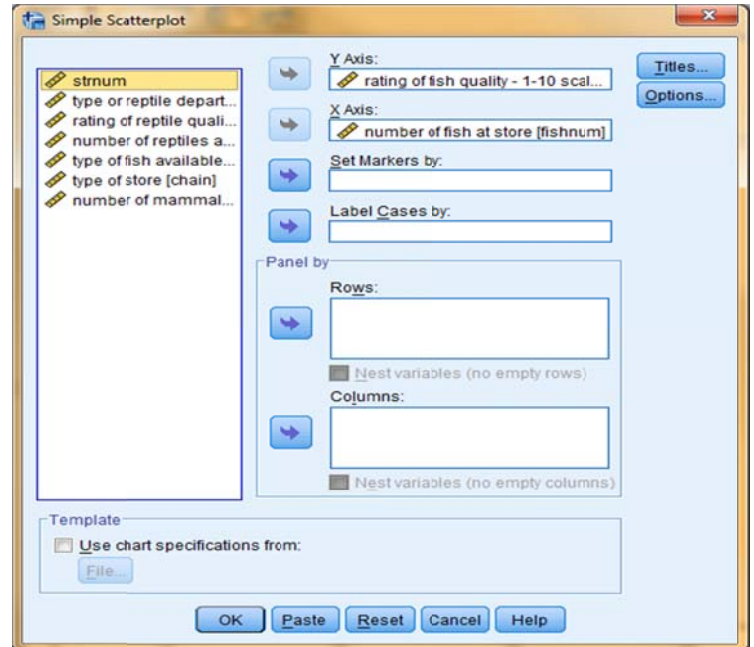 Simple Scatterplot
strnum
type or reptile depart...
rating of reptile quali...
number of reptiles a...
type of fish available...
type of store [chain]
number of mammal...
Y Axis:
rating of fish quality - 1-10 scal...
X Axis:
number of fish at store [fishnum]
Set Markers by:
Label Cases by:
Panel by
Rows:
Nest variables (no empty rows)
Columns:
Nest variables (no empty columns)
Titles...
Options...
Template
Use chart specifications from:
File...
OK
Paste
Reset
Cancel
Help